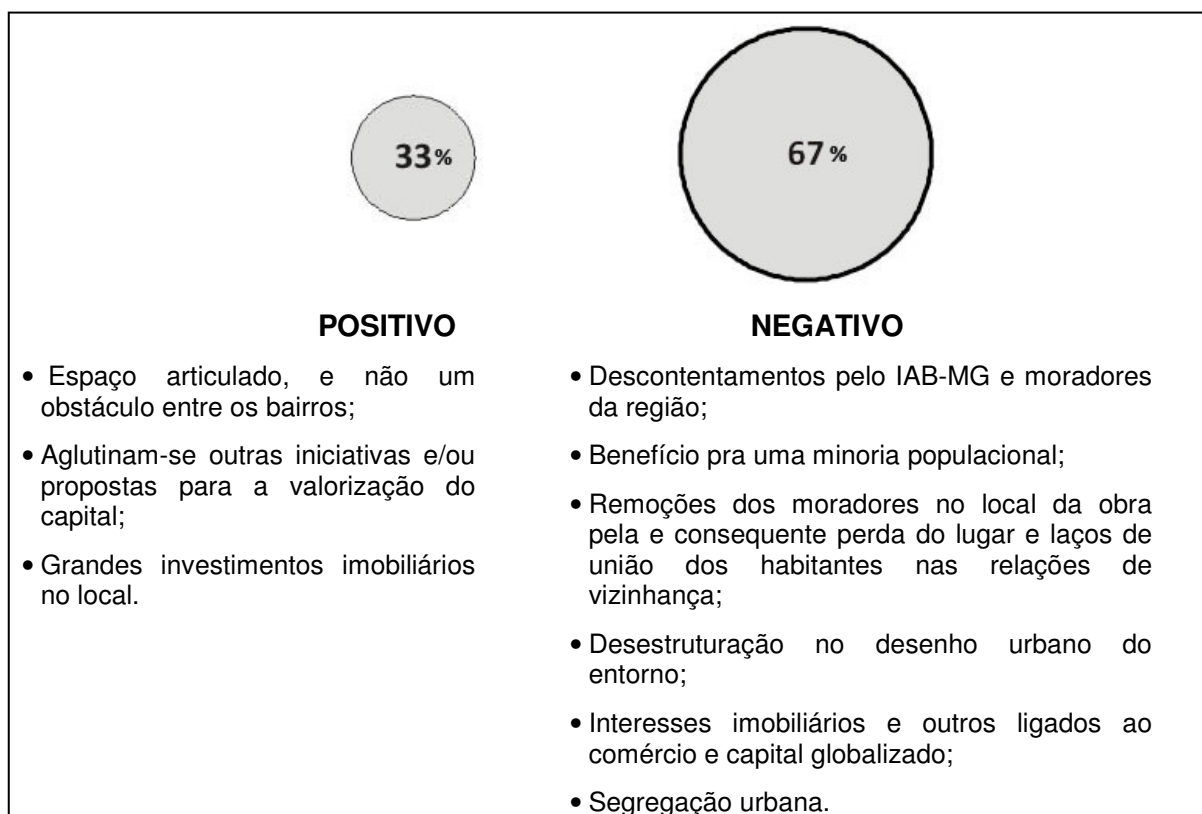 33%
67%
POSITIVO
• Espaço articulado, e não um
obstáculo entre os bairros;
• Aglutinam-se outras iniciativas e/ou
propostas para a valorização do
capital;
• Grandes investimentos imobiliários
no local.
NEGATIVO
• Descontentamentos pelo IAB-MG e moradores
da região;
• Benefício pra uma minoria populacional;
• Remoções dos moradores no local da obra
pela e consequente perda do lugar e laços de
união dos habitantes nas relações de
vizinhança;
• Desestruturação no desenho urbano do
entorno;
• Interesses imobiliários e outros ligados ao
comércio e capital globalizado;
• Segregação urbana.